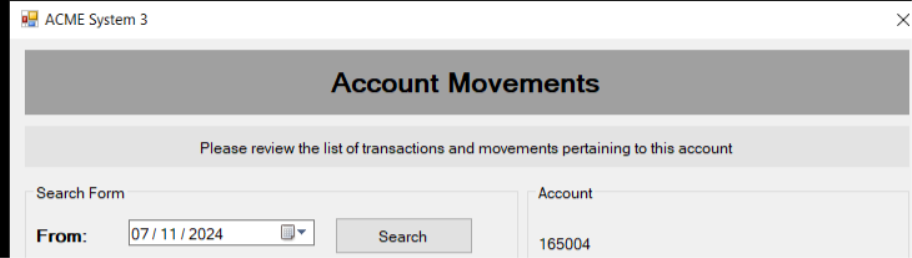 ACME System 3
Account Movements
Please review the list of transactions and movements pertaining to this account
Search Form
From: 07/11/2024 Search
Account
165004